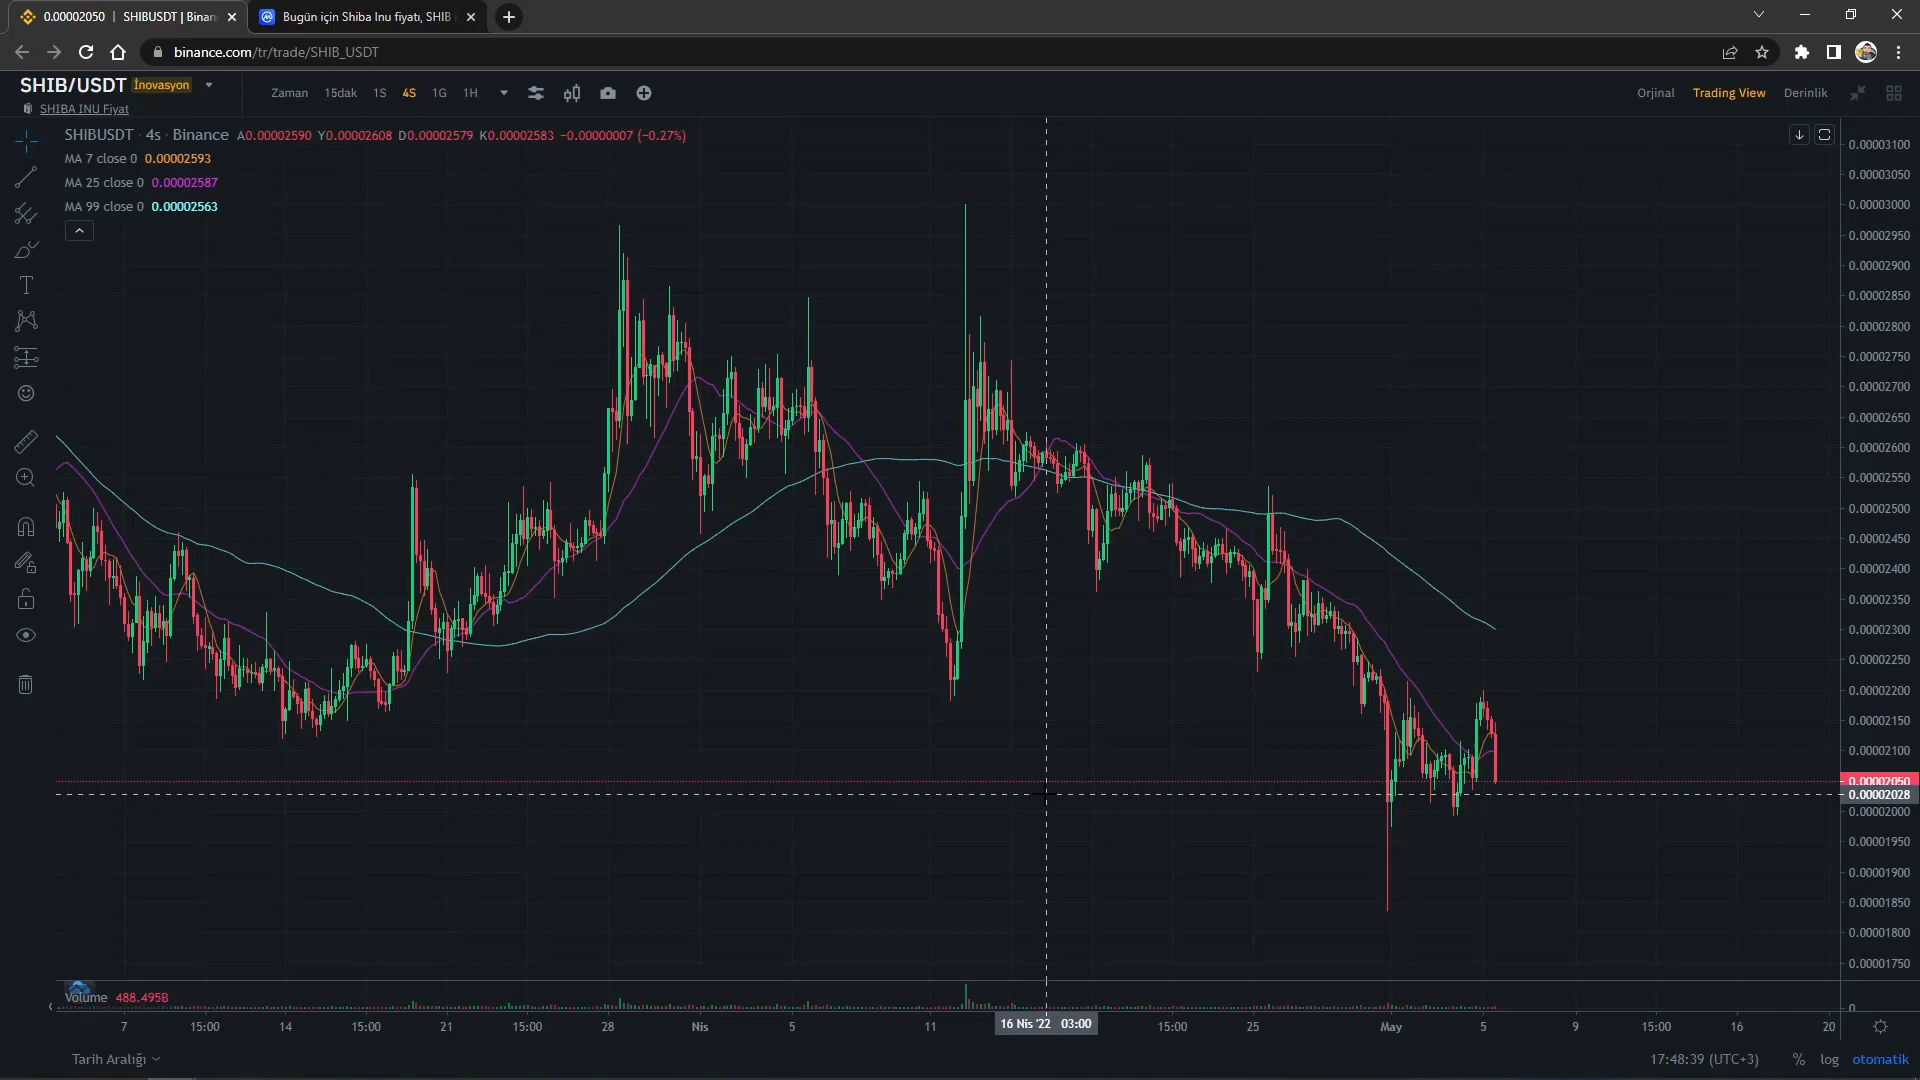 0.00002050 | SHIBUSDT | Binan
Bugün için Shiba Inu fiyatı, SHIB
binance.com/tr/trade/SHIB_USDT
SHIB/USDT İnovasyon
SHIBA INU Fiyat
Zaman 15dak 1S 4S 1G 1H
Orjinal Trading View Derinlik
SHIBUSDT · 4s · Binance A0.00002590 Y0.00002608 D0.00002579 K0.00002583 −0.00000007 (−0.27%)
MA 7 close 0 0.00002593
MA 25 close 0 0.00002587
MA 99 close 0 0.00002563
0.00003100
0.00003050
0.00003000
0.00002950
0.00002900
0.00002850
0.00002800
0.00002750
0.00002700
0.00002650
0.00002600
0.00002550
0.00002500
0.00002450
0.00002400
0.00002350
0.00002300
0.00002250
0.00002200
0.00002150
0.00002100
0.00002050
0.00002028
0.00002000
0.00001950
0.00001900
0.00001850
0.00001800
0.00001750
Volume 488.495B
0
7 15:00 14 15:00 21 15:00 28 Nis 5 11 16 Nis '22 03:00 15:00 25 May 5 9 15:00 16 20
Tarih Aralığı
17:48:39 (UTC+3) % log otomatik